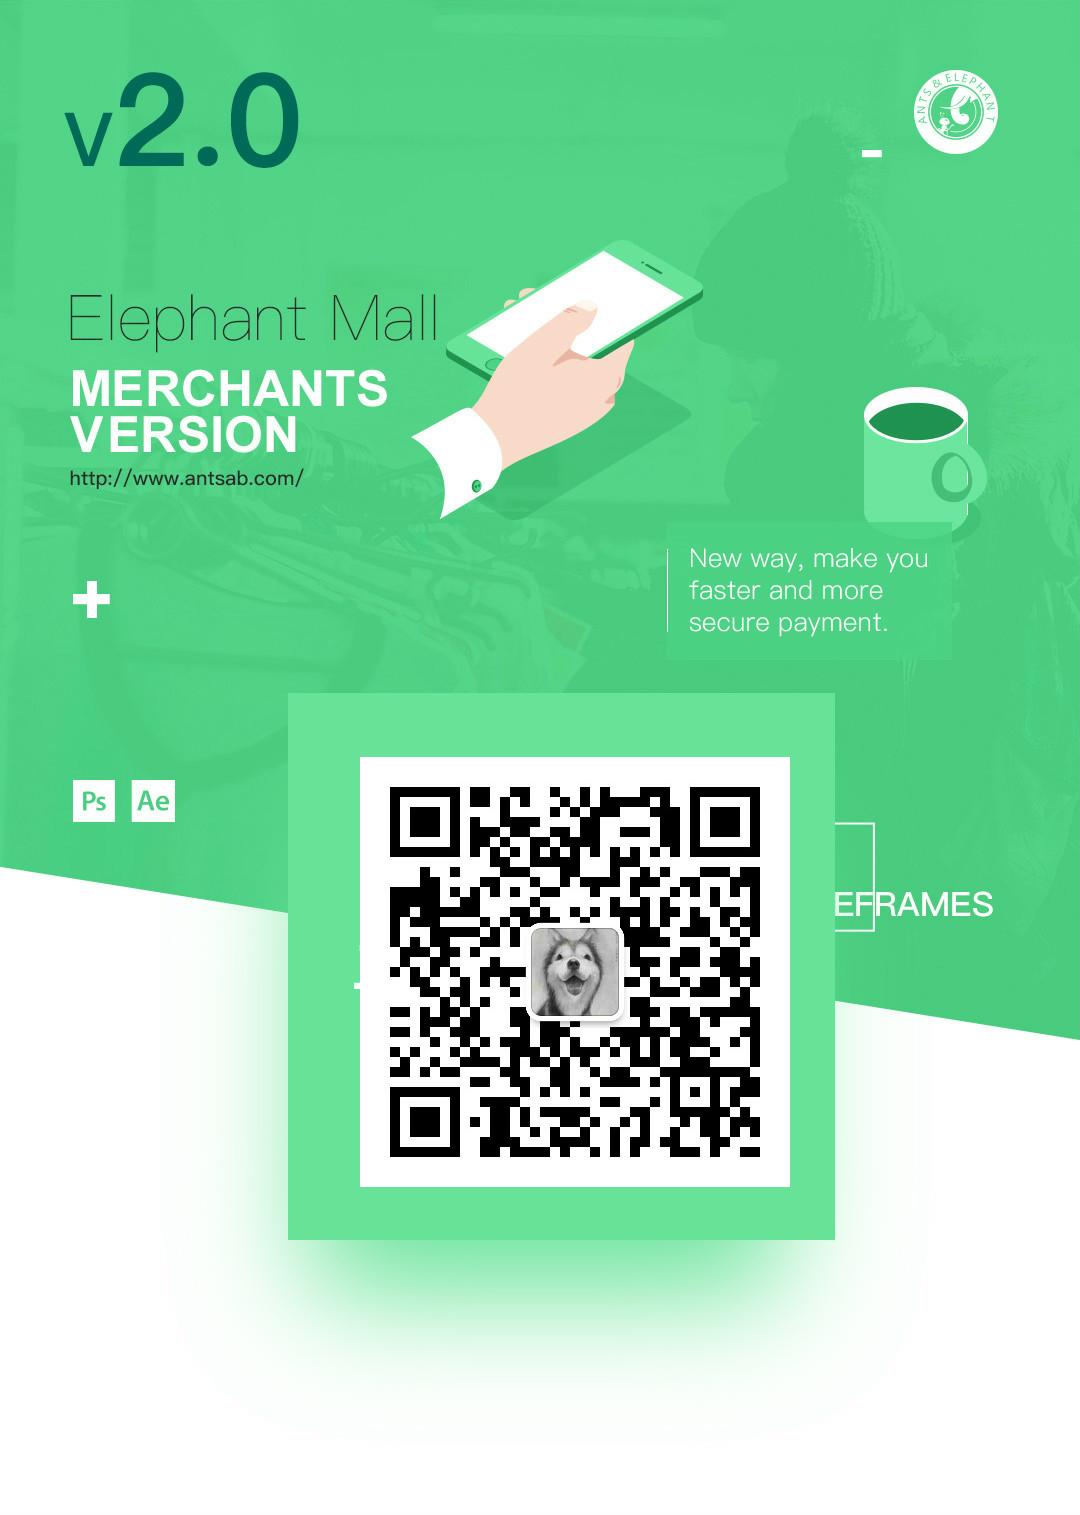 v2.0
ANTS & ELEPHANT
Elephant Mall
MERCHANTS
VERSION
http://www.antsab.com/
New way, make you
faster and more
secure payment.
Ps Ae
EFRAMES